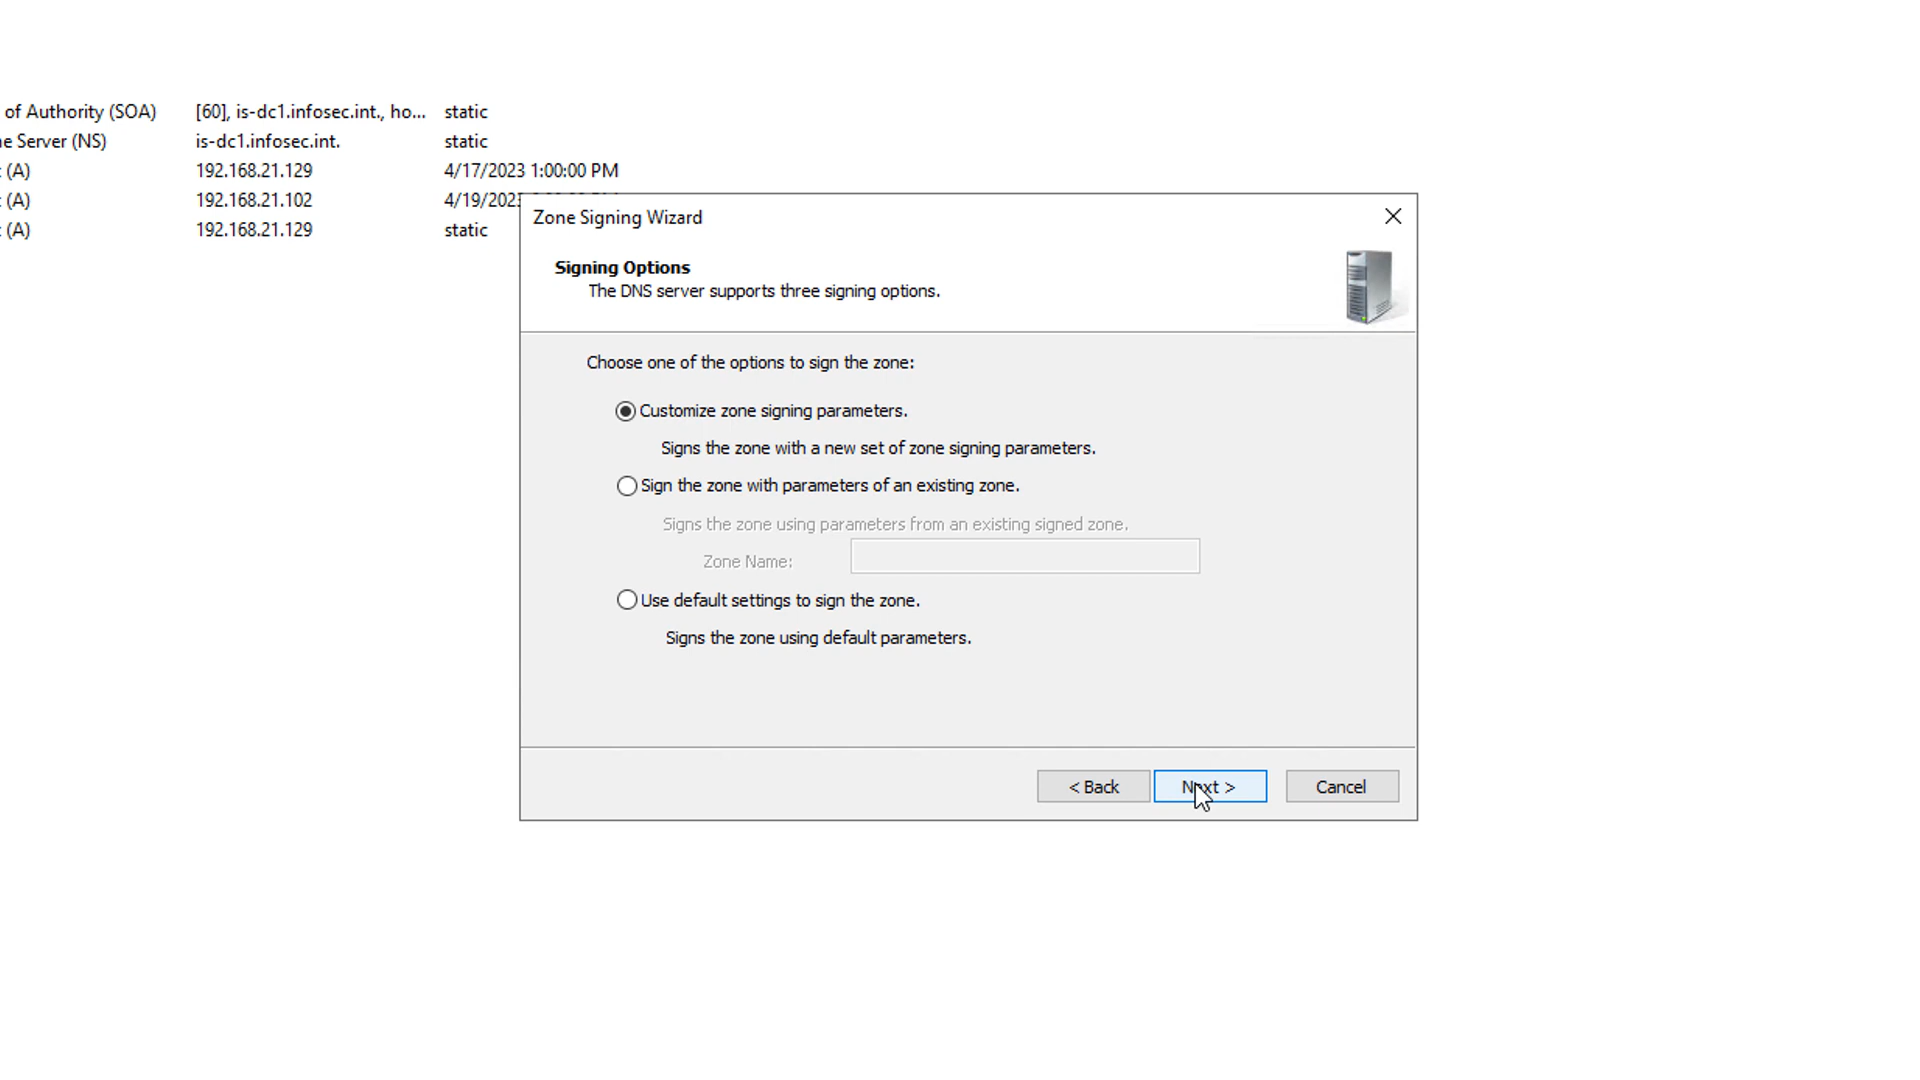 of Authority (SOA) [60], is-dc1.infosec.int., ho... static
e Server (NS) is-dc1.infosec.int. static
(A) 192.168.21.129 4/17/2023 1:00:00 PM
(A) 192.168.21.102 4/19/2023
(A) 192.168.21.129 static
Zone Signing Wizard
Signing Options
The DNS server supports three signing options.
Choose one of the options to sign the zone:
Customize zone signing parameters.
Signs the zone with a new set of zone signing parameters.
Sign the zone with parameters of an existing zone.
Signs the zone using parameters from an existing signed zone.
Zone Name:
Use default settings to sign the zone.
Signs the zone using default parameters.
< Back Next > Cancel